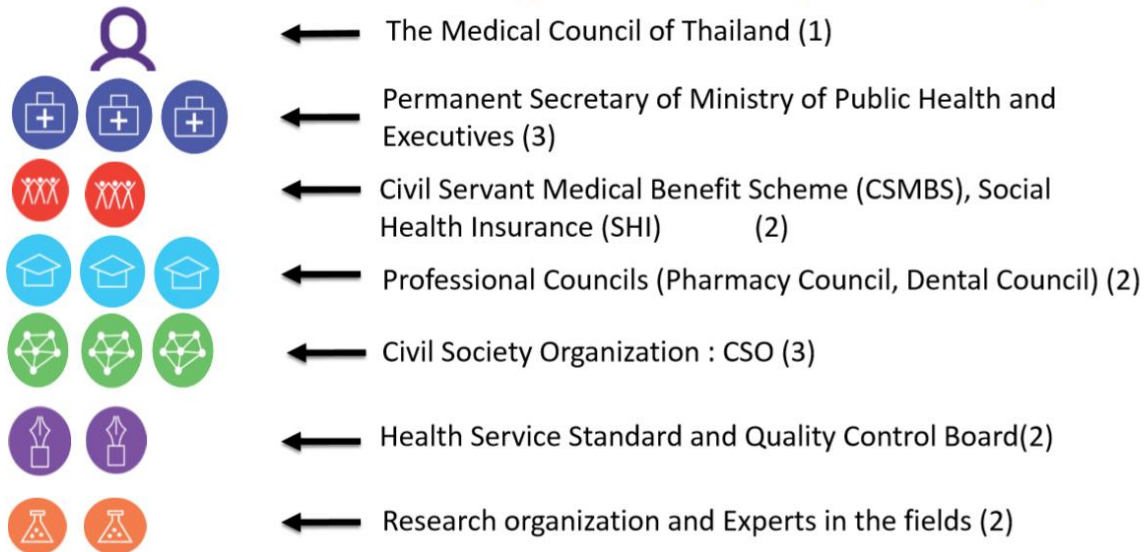 The Medical Council of Thailand (1)
Permanent Secretary of Ministry of Public Health and
Executives (3)
Civil Servant Medical Benefit Scheme (CSMBS), Social
Health Insurance (SHI) (2)
Professional Councils (Pharmacy Council, Dental Council) (2)
Civil Society Organization : CSO (3)
Health Service Standard and Quality Control Board(2)
Research organization and Experts in the fields (2)